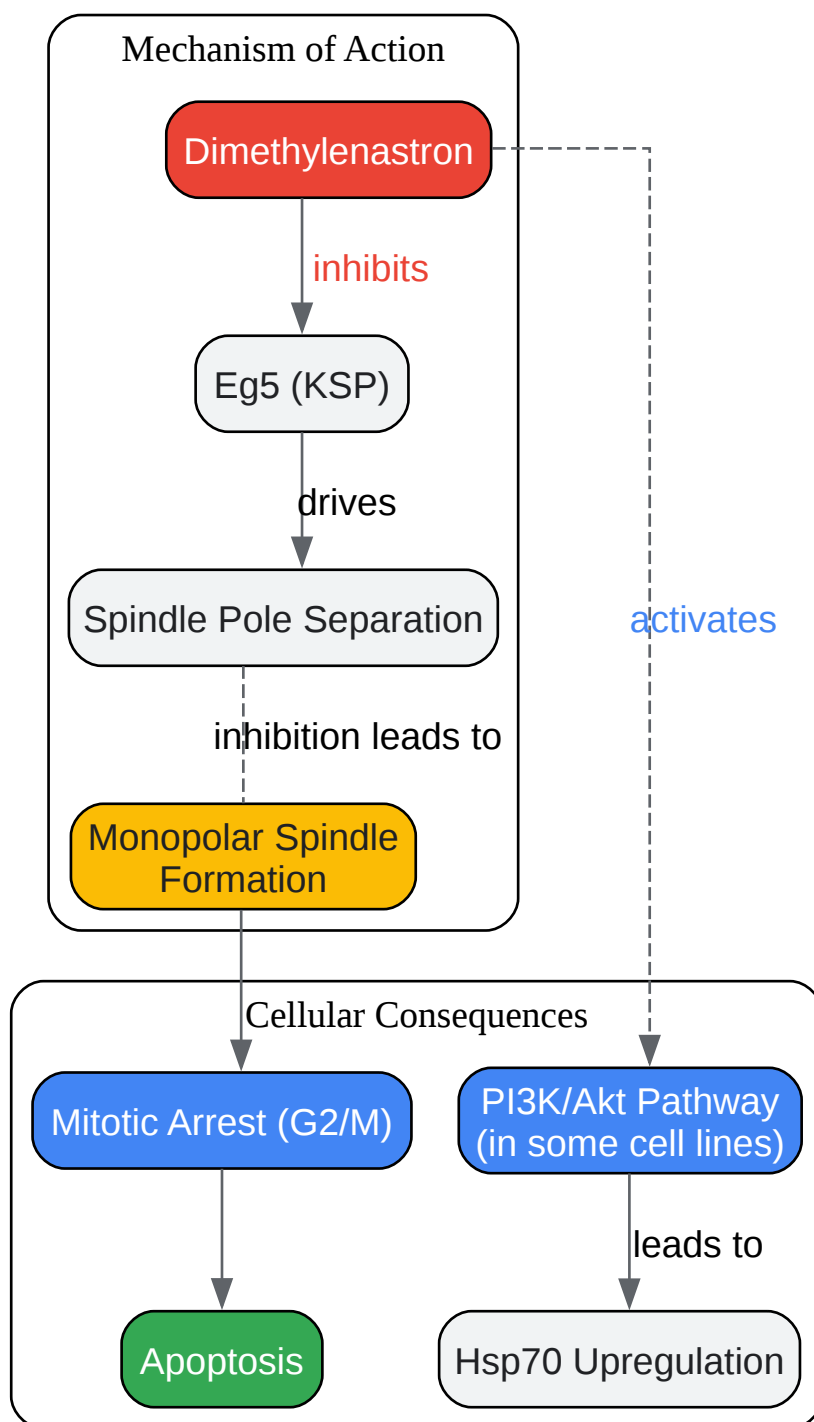 Mechanism of Action
Dimethylenastron
inhibits
Eg5 (KSP)
drives
Spindle Pole Separation
activates
inhibition leads to
Monopolar Spindle
Formation
Cellular Consequences
Mitotic Arrest (G2/M)
PI3K/Akt Pathway
(in some cell lines)
leads to
Apoptosis
Hsp70 Upregulation